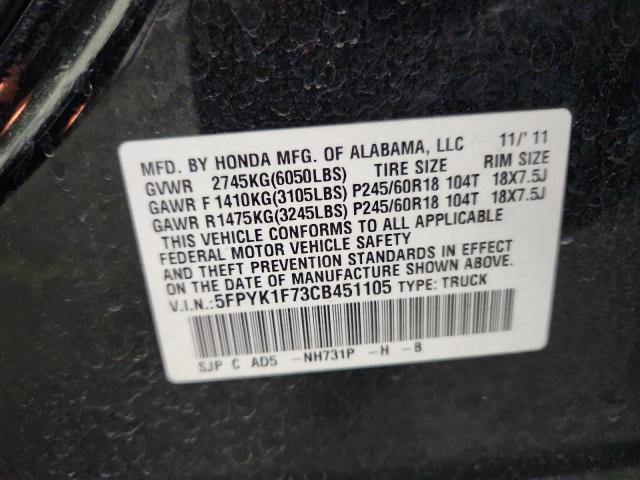 MFD. BY HONDA MFG. OF ALABAMA, LLC 11/'11
GVWR 2745KG(6050LBS) TIRE SIZE RIM SIZE
GAWR F 1410KG(3105LBS) P245/60R18 104T 18X7.5J
GAWR R1475KG(3245LBS) P245/60R18 104T 18X7.5J
THIS VEHICLE CONFORMS TO ALL APPLICABLE
FEDERAL MOTOR VEHICLE SAFETY
AND THEFT PREVENTION STANDARDS IN EFFECT
ON THE DATE OF MANUFACTURE SHOWN ABOVE.
V.I.N.:5FPYK1F73CB451105 TYPE: TRUCK
SJP C AD5 -NH731P -H -B